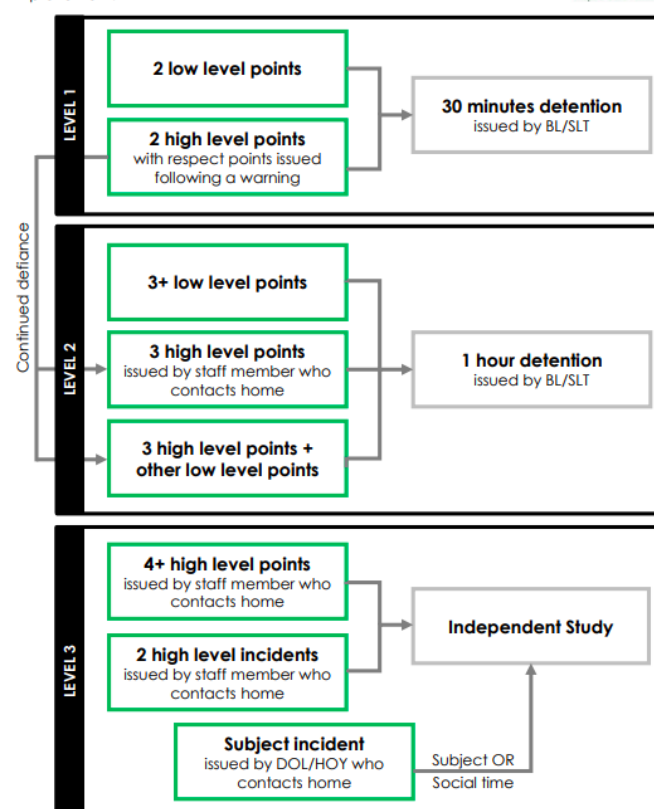 LEVEL 1
2 low level points
2 high level points
with respect points issued
following a warning
30 minutes detention
issued by BL/SLT
Continued defiance
LEVEL 2
3+ low level points
3 high level points
issued by staff member who
contacts home
3 high level points +
other low level points
1 hour detention
issued by BL/SLT
LEVEL 3
4+ high level points
issued by staff member who
contacts home
2 high level incidents
issued by staff member who
contacts home
Independent Study
Subject incident
issued by DOL/HOY who
contacts home
Subject OR
Social time